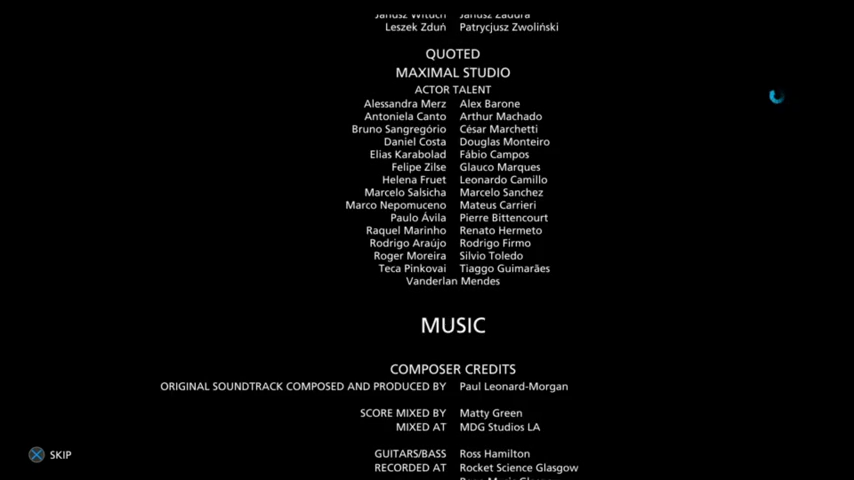 Janusz Wituch Janusz Zadura
Leszek Zduń Patrycjusz Zwoliński
QUOTED
MAXIMAL STUDIO
ACTOR TALENT
Alessandra Merz Alex Barone
Antoniela Canto Arthur Machado
Bruno Sangregório César Marchetti
Daniel Costa Douglas Monteiro
Elias Karabolad Fábio Campos
Felipe Zilse Glauco Marques
Helena Fruet Leonardo Camillo
Marcelo Salsicha Marcelo Sanchez
Marco Nepomuceno Mateus Carrieri
Paulo Ávila Pierre Bittencourt
Raquel Marinho Renato Hermeto
Rodrigo Araújo Rodrigo Firmo
Roger Moreira Silvio Toledo
Teca Pinkovai Tiaggo Guimarães
Vanderlan Mendes
MUSIC
COMPOSER CREDITS
ORIGINAL SOUNDTRACK COMPOSED AND PRODUCED BY Paul Leonard-Morgan
SCORE MIXED BY Matty Green
MIXED AT MDG Studios LA
GUITARS/BASS Ross Hamilton
RECORDED AT Rocket Science Glasgow
SKIP